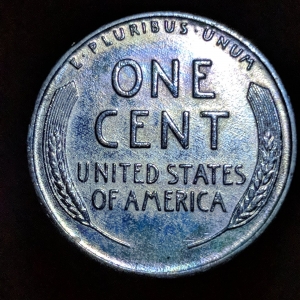 E·PLURIBUS·UNUM
ONE
CENT
UNITED STATES
OF AMERICA